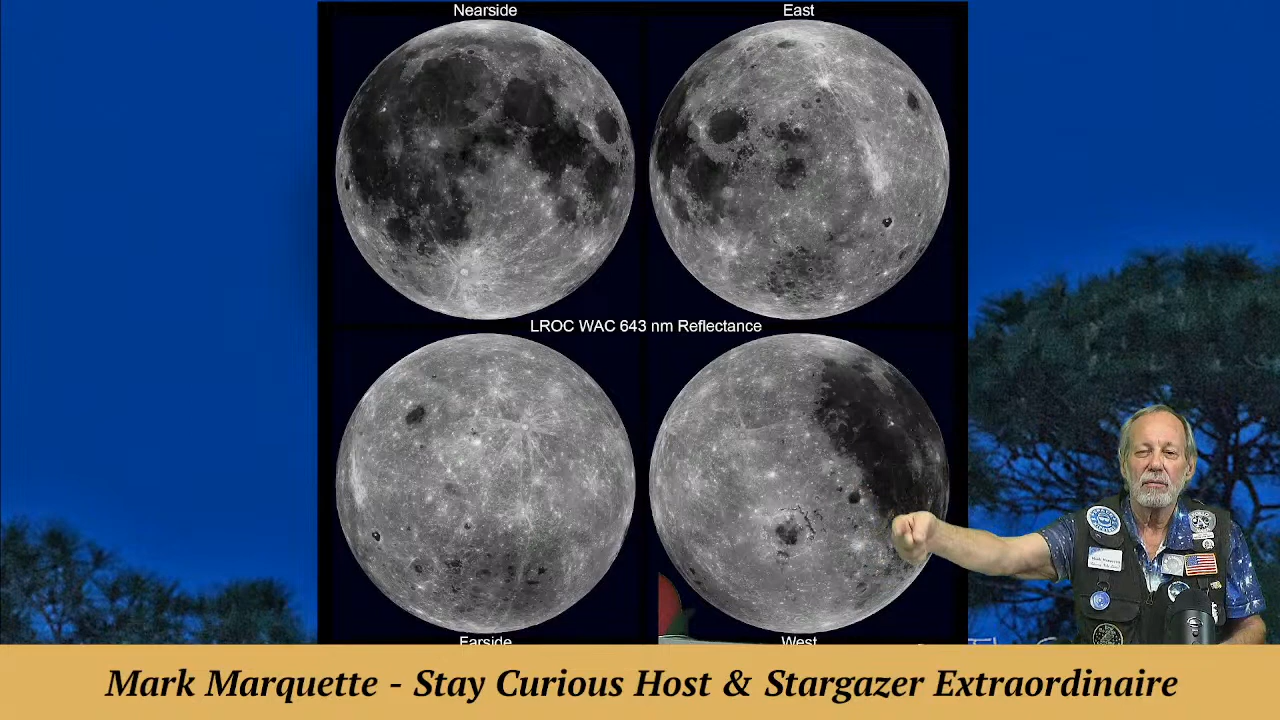 Nearside
East
LROC WAC 643 nm Reflectance
Farside
West
Mark Marquette - Stay Curious Host & Stargazer Extraordinaire